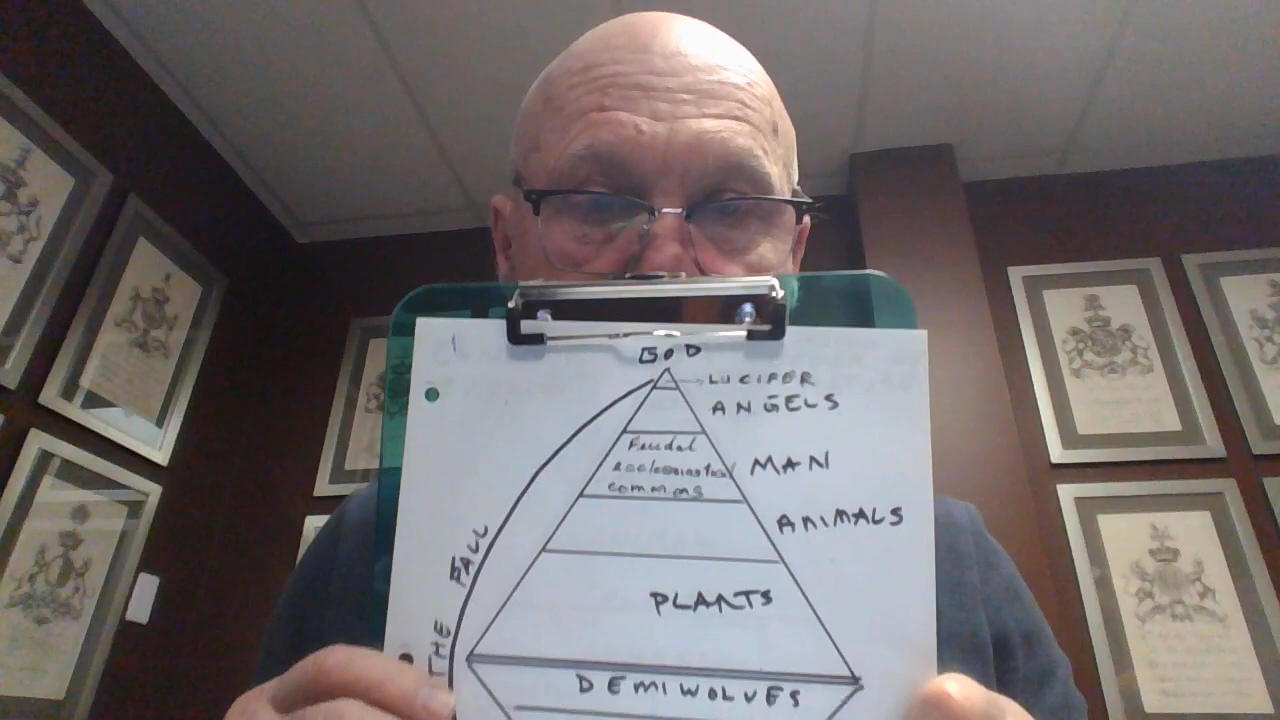 GOD
LUCIFER
ANGELS
Feudal
ecclesiastical
commons
MAN
ANIMALS
THE FALL
PLANTS
DEMIWOLVES